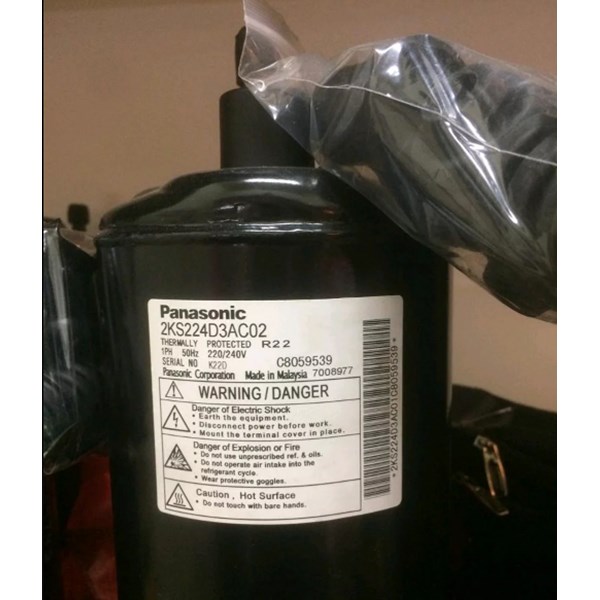 Panasonic
2KS224D3AC02
THERMALLY PROTECTED R22
1PH 50Hz 220/240V
SERIAL NO K220 C8059539
Panasonic Corporation Made in Malaysia 7008977
WARNING / DANGER
Danger of Electric Shock
• Earth the equipment.
• Disconnect power before work.
• Mount the terminal cover in place.
Danger of Explosion or Fire
• Do not use unprescribed ref. & oils.
• Do not operate air intake into the
refrigerant cycle.
• Wear protective goggles.
Caution , Hot Surface
• Do not touch with bare hands.